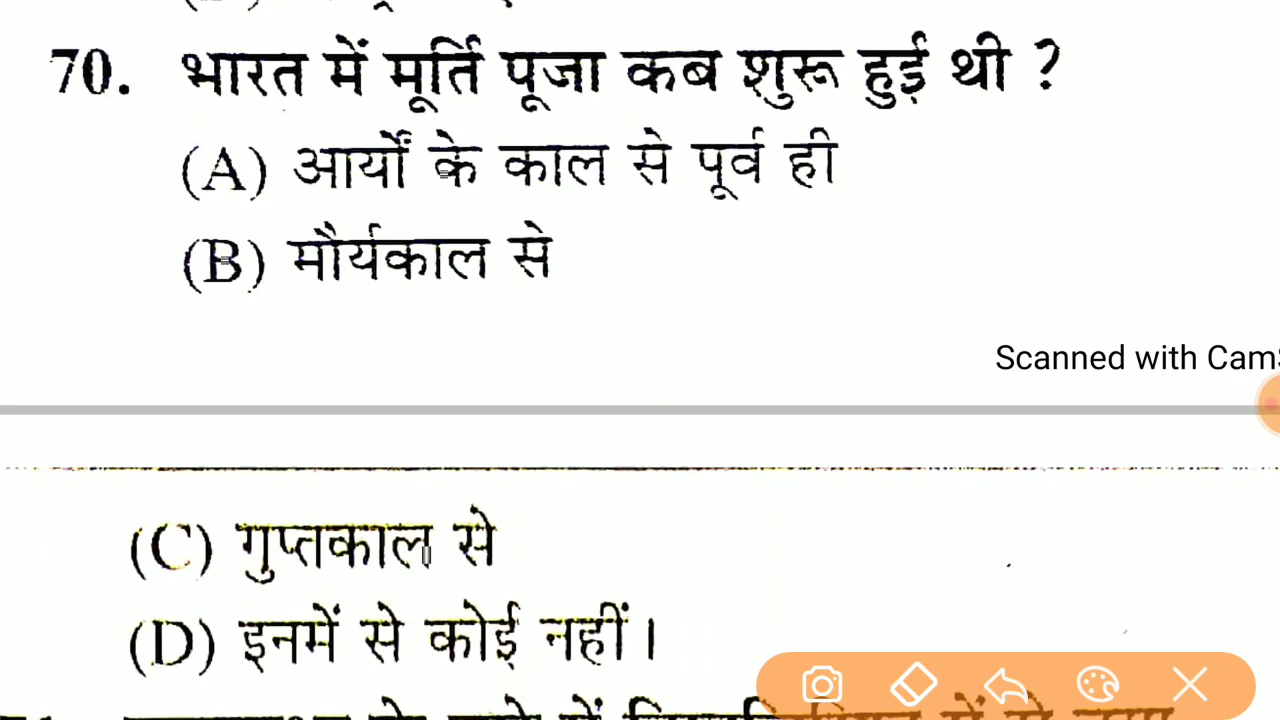 70. भारत में मूर्ति पूजा कब शुरू हुई थी ?
(A) आर्यों के काल से पूर्व ही
(B) मौर्यकाल से
Scanned with Cam
(C) गुप्तकाल से
(D) इनमें से कोई नहीं।